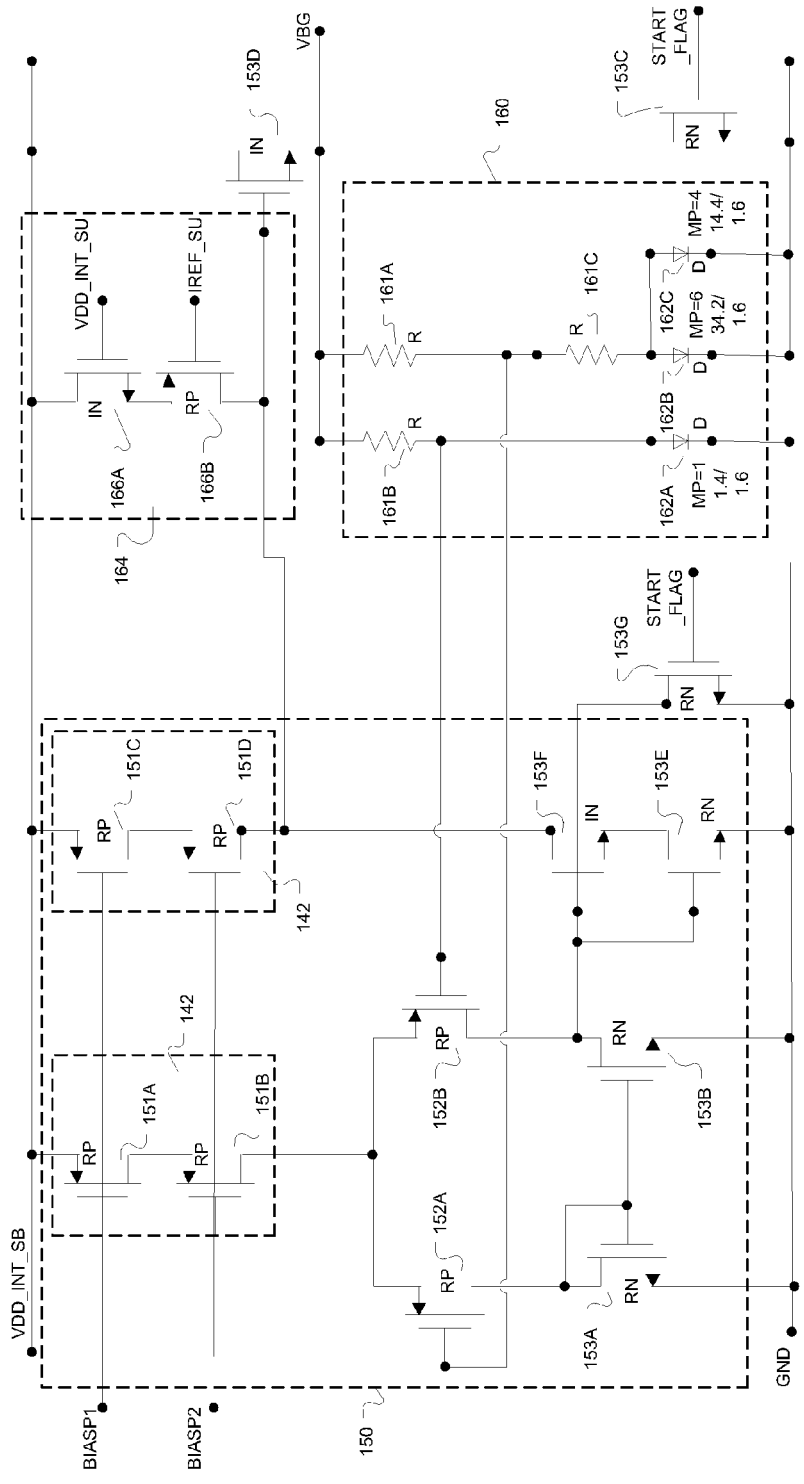 VDD_INT_SB
BIASP1
BIASP2
150
142
RP
151A
RP
151B
142
RP
151C
RP
151D
RP
152A
RP
152B
RN
153A
RN
153B
IN
153F
RN
153E
RN
153G
START
_FLAG
GND
164
IN
166A
RP
166B
VDD_INT_SU
IREF_SU
IN
153D
VBG
160
R
161B
R
161A
R
161C
162A
D
MP=1
1.4/
1.6
162B
D
MP=6
34.2/
1.6
162C
D
MP=4
14.4/
1.6
RN
153C
START
_FLAG